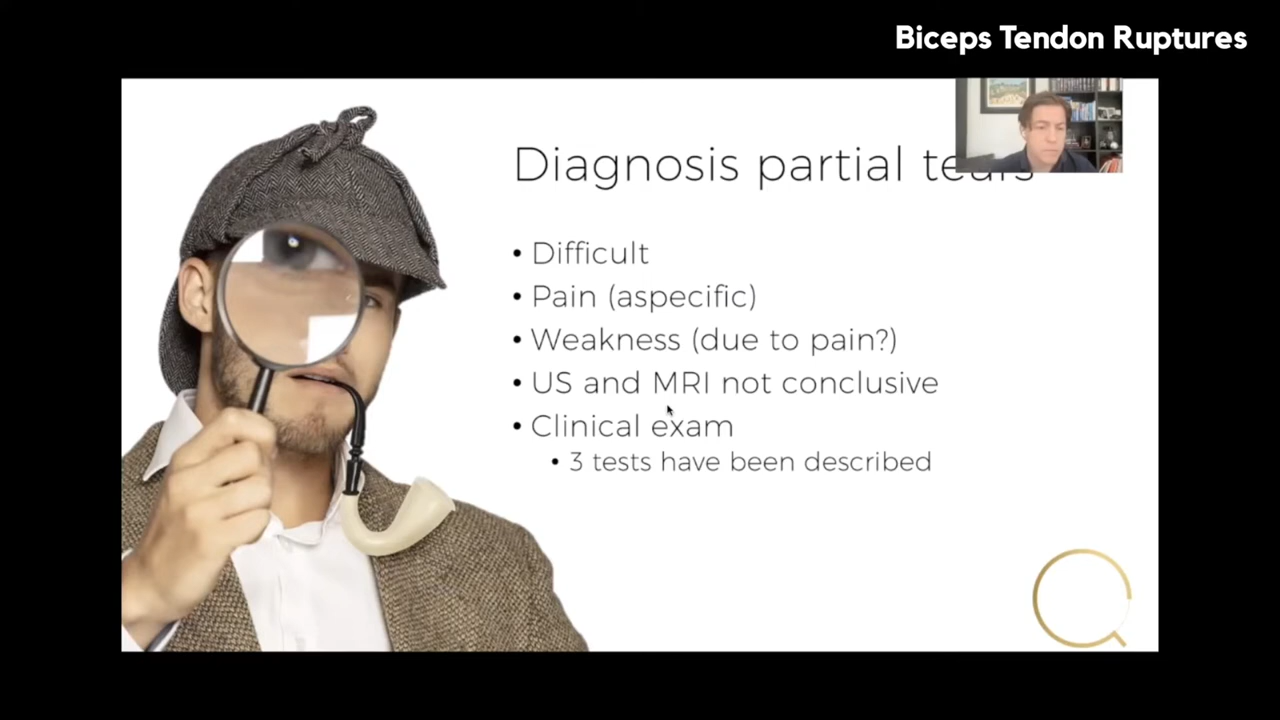 Biceps Tendon Ruptures
Diagnosis partial tears
• Difficult
• Pain (aspecific)
• Weakness (due to pain?)
• US and MRI not conclusive
• Clinical exam
• 3 tests have been described